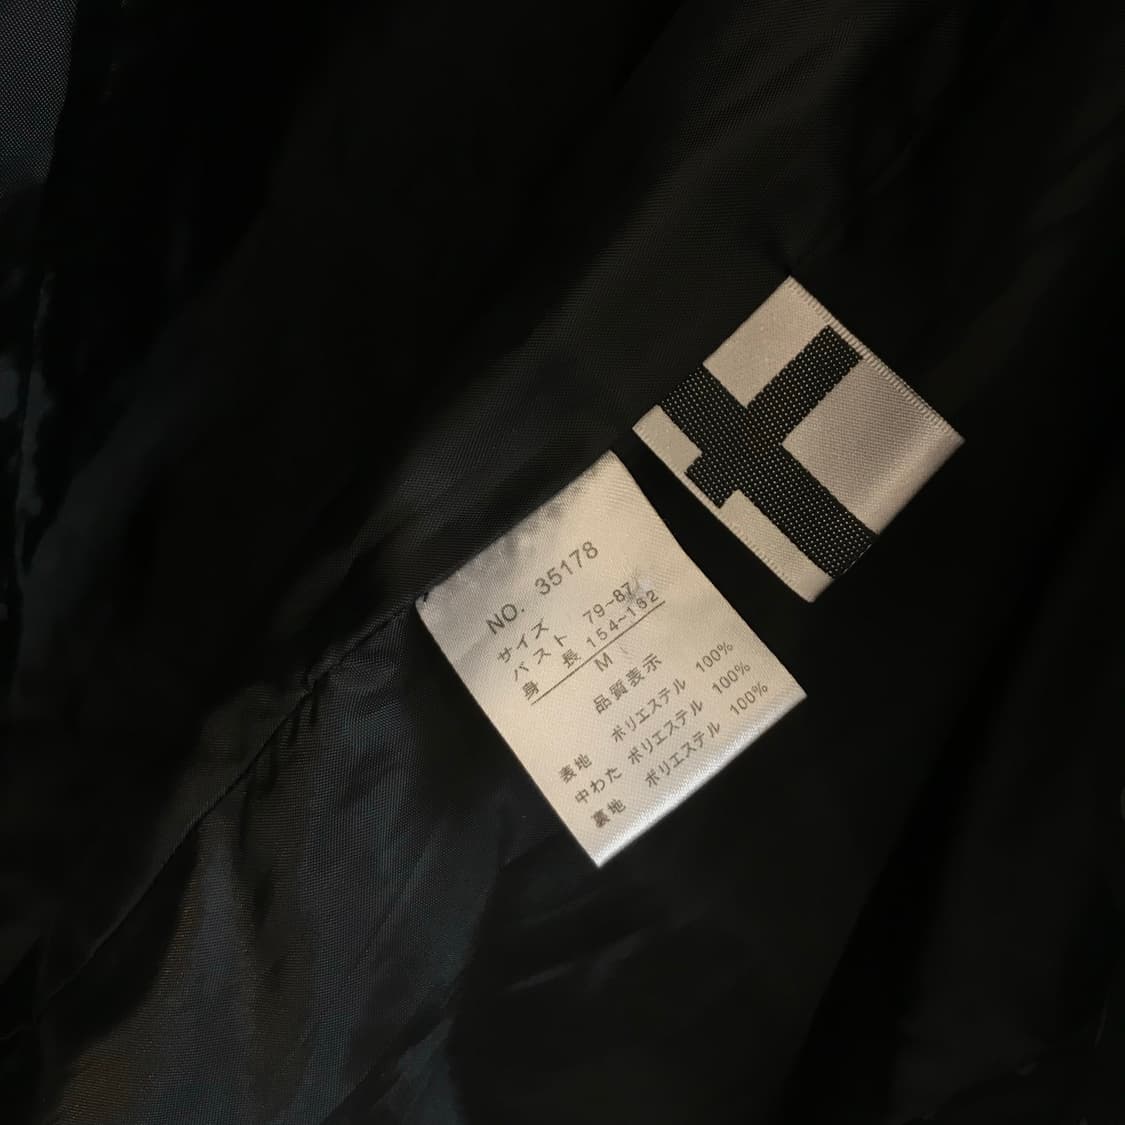 NO. 35178
サイズ
バスト 79~87
身 長 154~162
M
品質表示
表地 ポリエステル 100%
中わた ポリエステル 100%
裏地 ポリエステル 100%